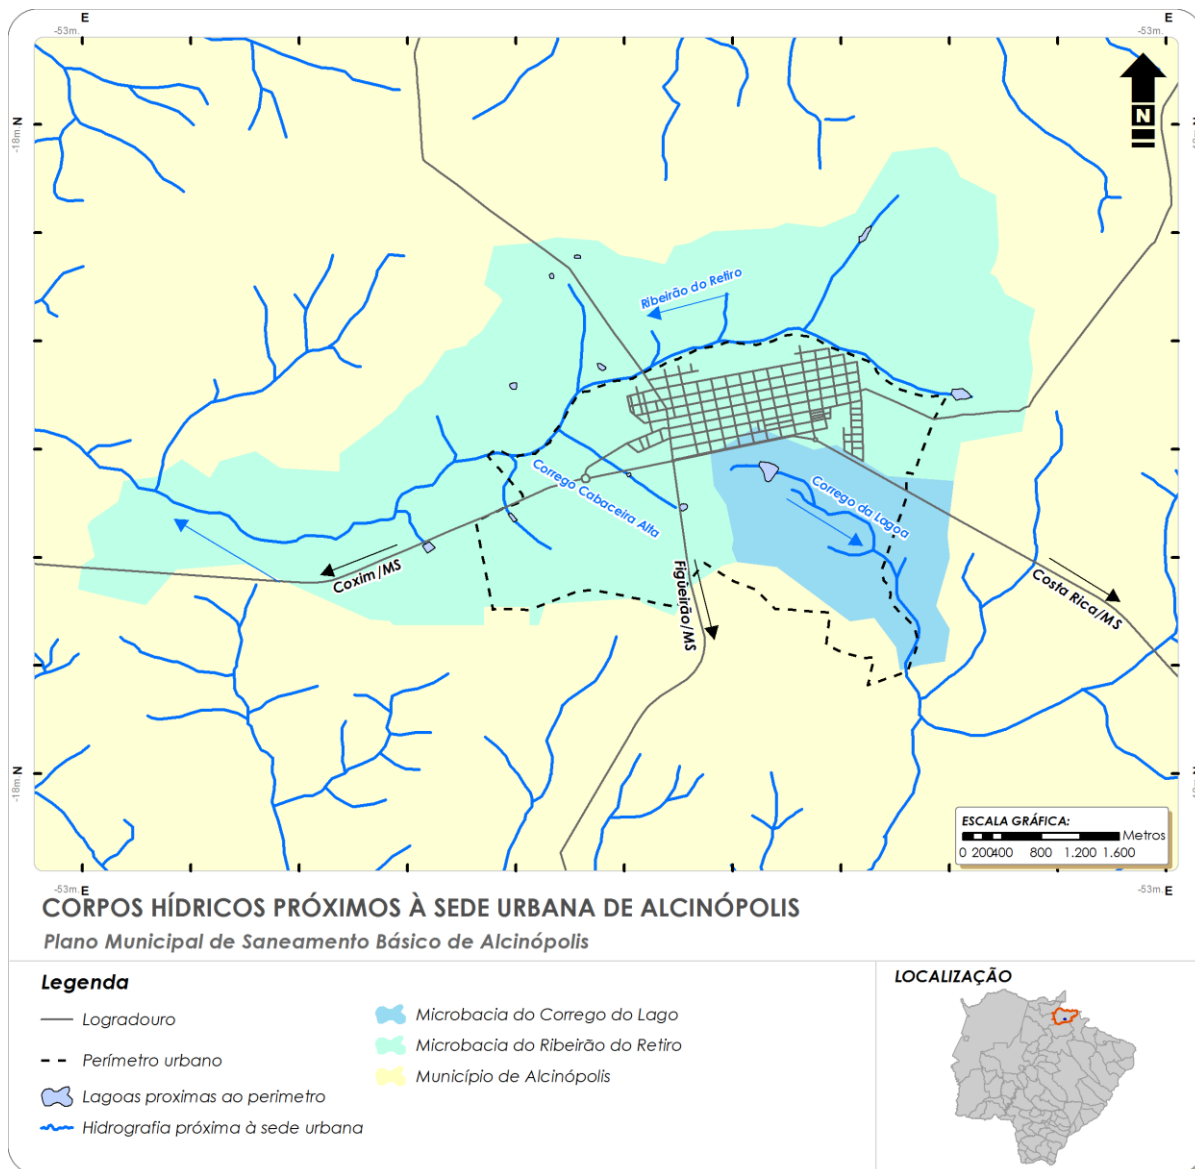 E
E
-53m.
-53m.
N
-18m.
N
N
Ribeirão do Retiro
Corrego Cabaceira Alta
Corrego da Lagoa
Coxim/MS
Figueirão/MS
Costa Rica/MS
N
-18m.
N
ESCALA GRÁFICA:
Metros
0 200400 800 1.200 1.600
-53m.
E
-53m.
E
CORPOS HÍDRICOS PRÓXIMOS À SEDE URBANA DE ALCINÓPOLIS
Plano Municipal de Saneamento Básico de Alcinópolis
Legenda
Logradouro
Perímetro urbano
Lagoas proximas ao perimetro
Hidrografia próxima à sede urbana
Microbacia do Corrego do Lago
Microbacia do Ribeirão do Retiro
Município de Alcinópolis
LOCALIZAÇÃO